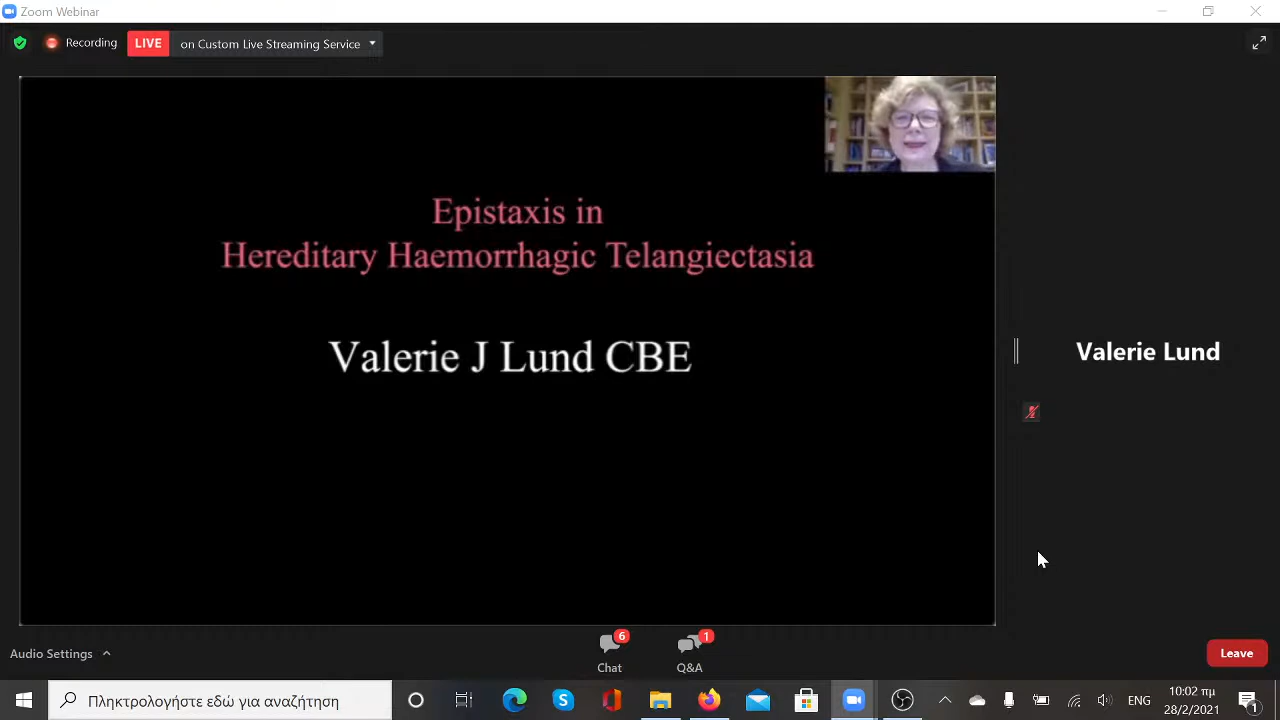 Zoom Webinar
Recording
LIVE
on Custom Live Streaming Service
Epistaxis in
Hereditary Haemorrhagic Telangiectasia
Valerie J Lund CBE
Valerie Lund
Audio Settings
6
Chat
1
Q&A
Leave
Πληκτρολογήστε εδώ για αναζήτηση
ENG
10:02 πμ
28/2/2021
1